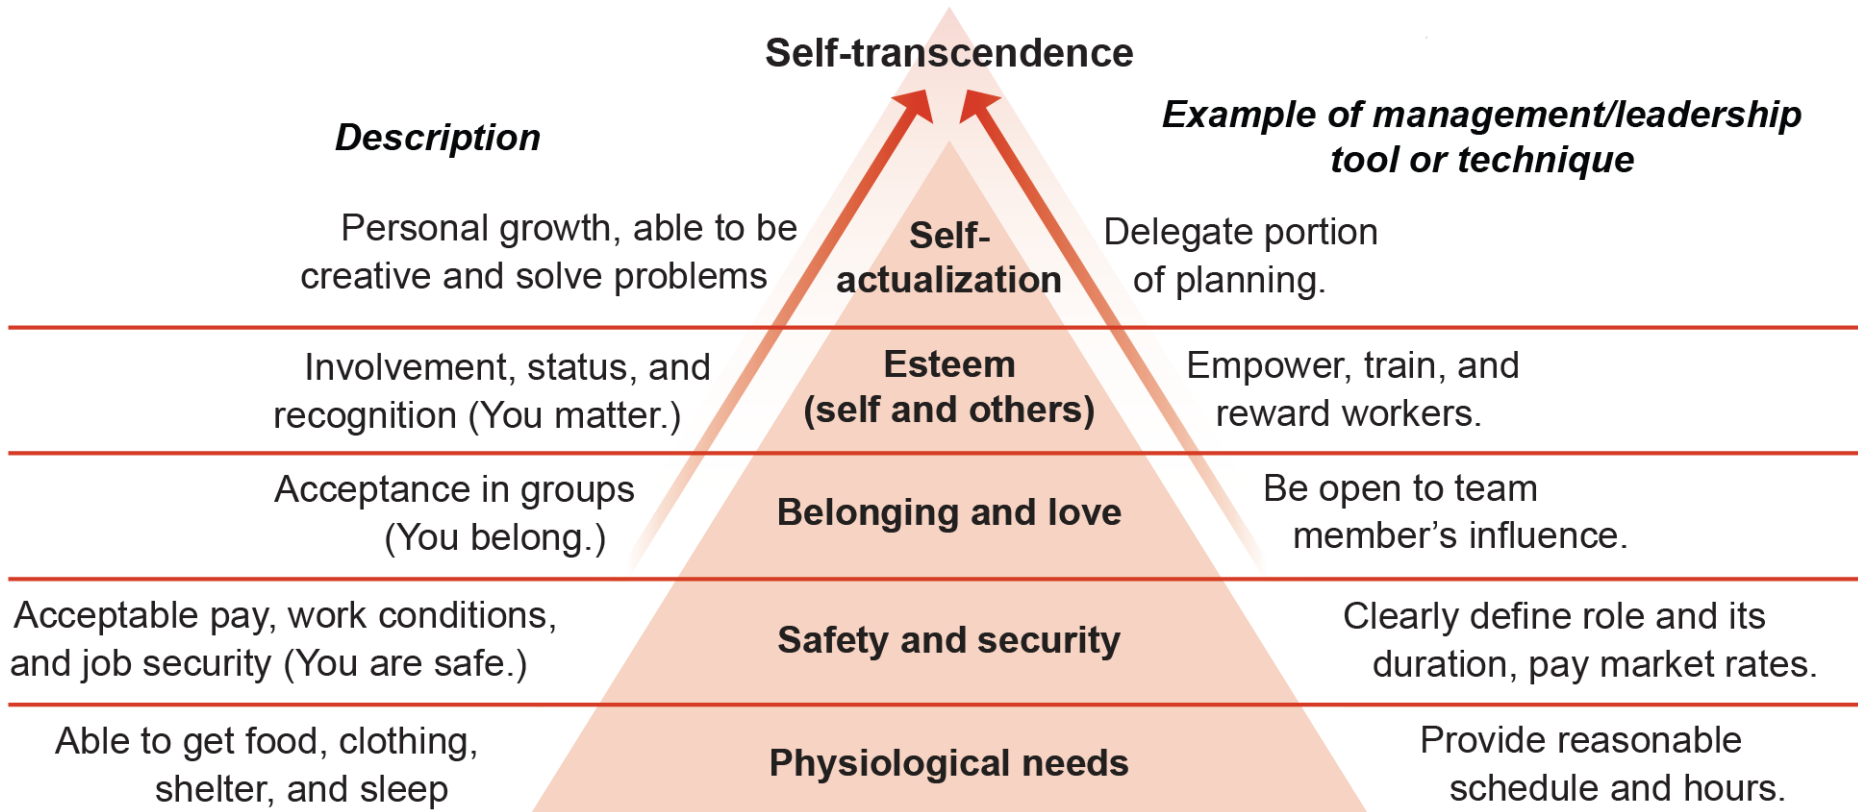 Self-transcendence
Description
Example of management/leadership
tool or technique
Personal growth, able to be
creative and solve problems
Self-
actualization
Delegate portion
of planning.
Involvement, status, and
recognition (You matter.)
Esteem
(self and others)
Empower, train, and
reward workers.
Acceptance in groups
(You belong.)
Belonging and love
Be open to team
member’s influence.
Acceptable pay, work conditions,
and job security (You are safe.)
Safety and security
Clearly define role and its
duration, pay market rates.
Able to get food, clothing,
shelter, and sleep
Physiological needs
Provide reasonable
schedule and hours.